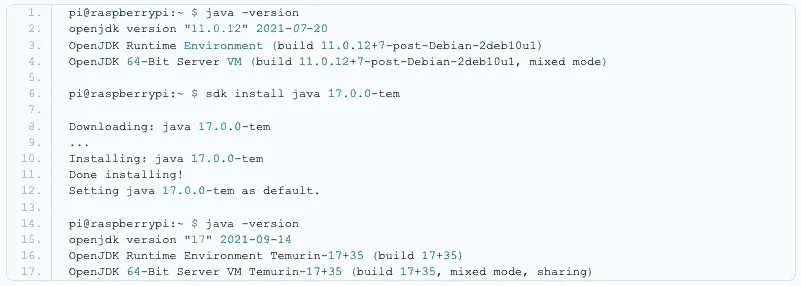 1. pi@raspberrypi:~ $ java -version
2. openjdk version "11.0.12" 2021-07-20
3. OpenJDK Runtime Environment (build 11.0.12+7-post-Debian-2deb10u1)
4. OpenJDK 64-Bit Server VM (build 11.0.12+7-post-Debian-2deb10u1, mixed mode)
5.
6. pi@raspberrypi:~ $ sdk install java 17.0.0-tem
7.
8. Downloading: java 17.0.0-tem
9. ...
10. Installing: java 17.0.0-tem
11. Done installing!
12. Setting java 17.0.0-tem as default.
13.
14. pi@raspberrypi:~ $ java -version
15. openjdk version "17" 2021-09-14
16. OpenJDK Runtime Environment Temurin-17+35 (build 17+35)
17. OpenJDK 64-Bit Server VM Temurin-17+35 (build 17+35, mixed mode, sharing)